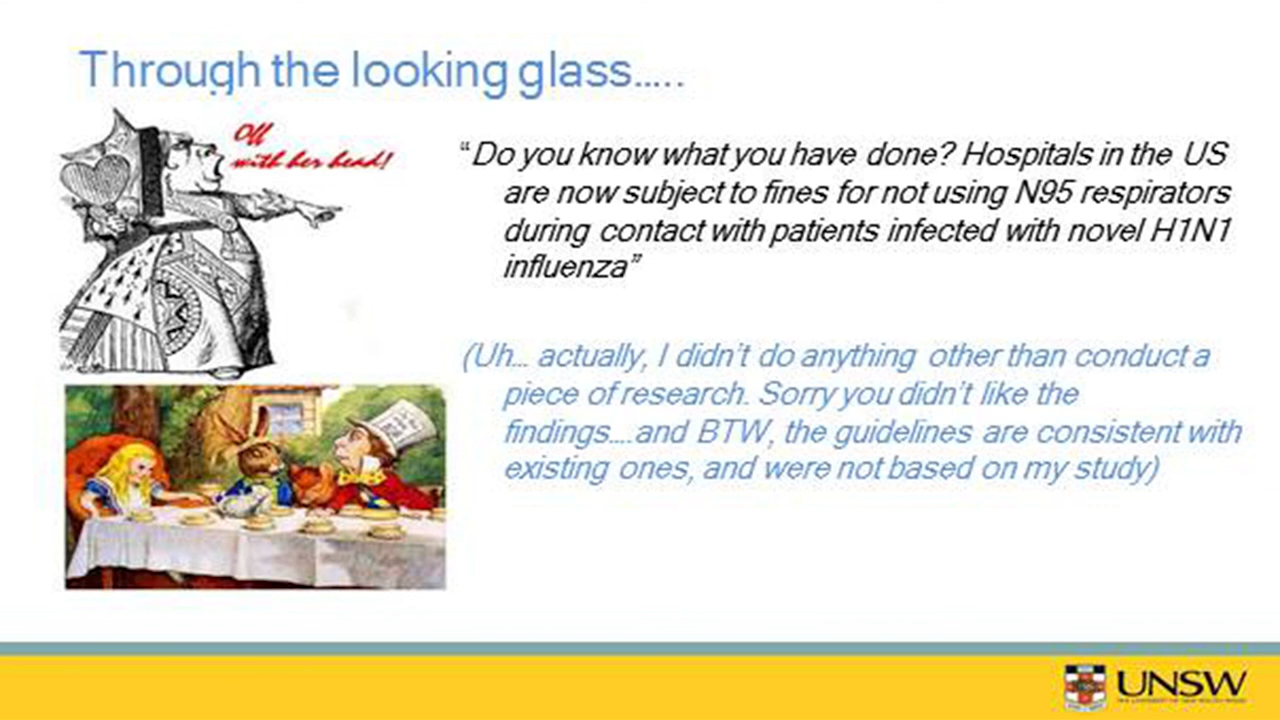 Through the looking glass.....
Off
with her head!
“Do you know what you have done? Hospitals in the US
are now subject to fines for not using N95 respirators
during contact with patients infected with novel H1N1
influenza”
(Uh... actually, I didn’t do anything other than conduct a
piece of research. Sorry you didn’t like the
findings....and BTW, the guidelines are consistent with
existing ones, and were not based on my study)
UNSW